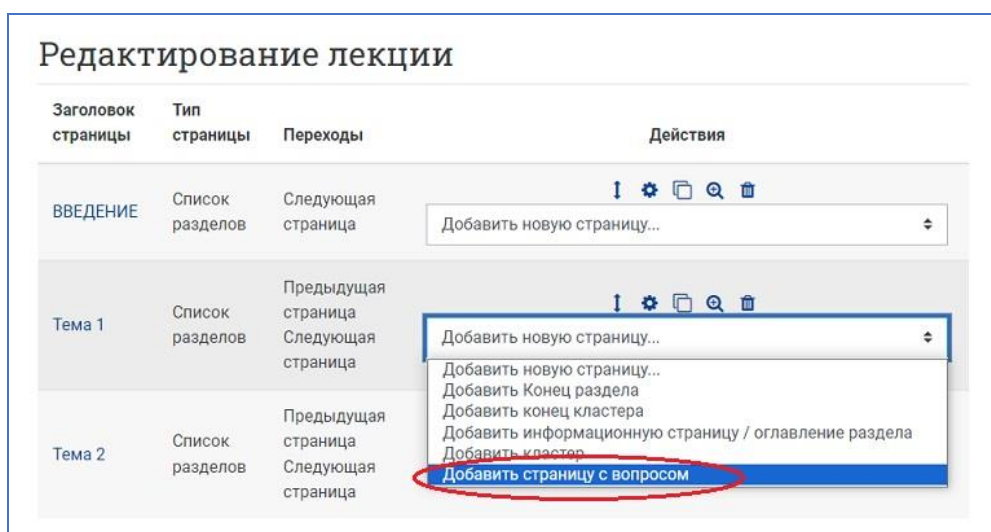 Редактирование лекции
Заголовок страницы
Тип страницы
Переходы
Действия
ВВЕДЕНИЕ
Список разделов
Следующая страница
Добавить новую страницу...
Тема 1
Список разделов
Предыдущая страница
Следующая страница
Добавить новую страницу...
Добавить новую страницу...
Добавить Конец раздела
Добавить конец кластера
Добавить информационную страницу / оглавление раздела
Добавить кластер
Добавить страницу с вопросом
Тема 2
Список разделов
Предыдущая страница
Следующая страница